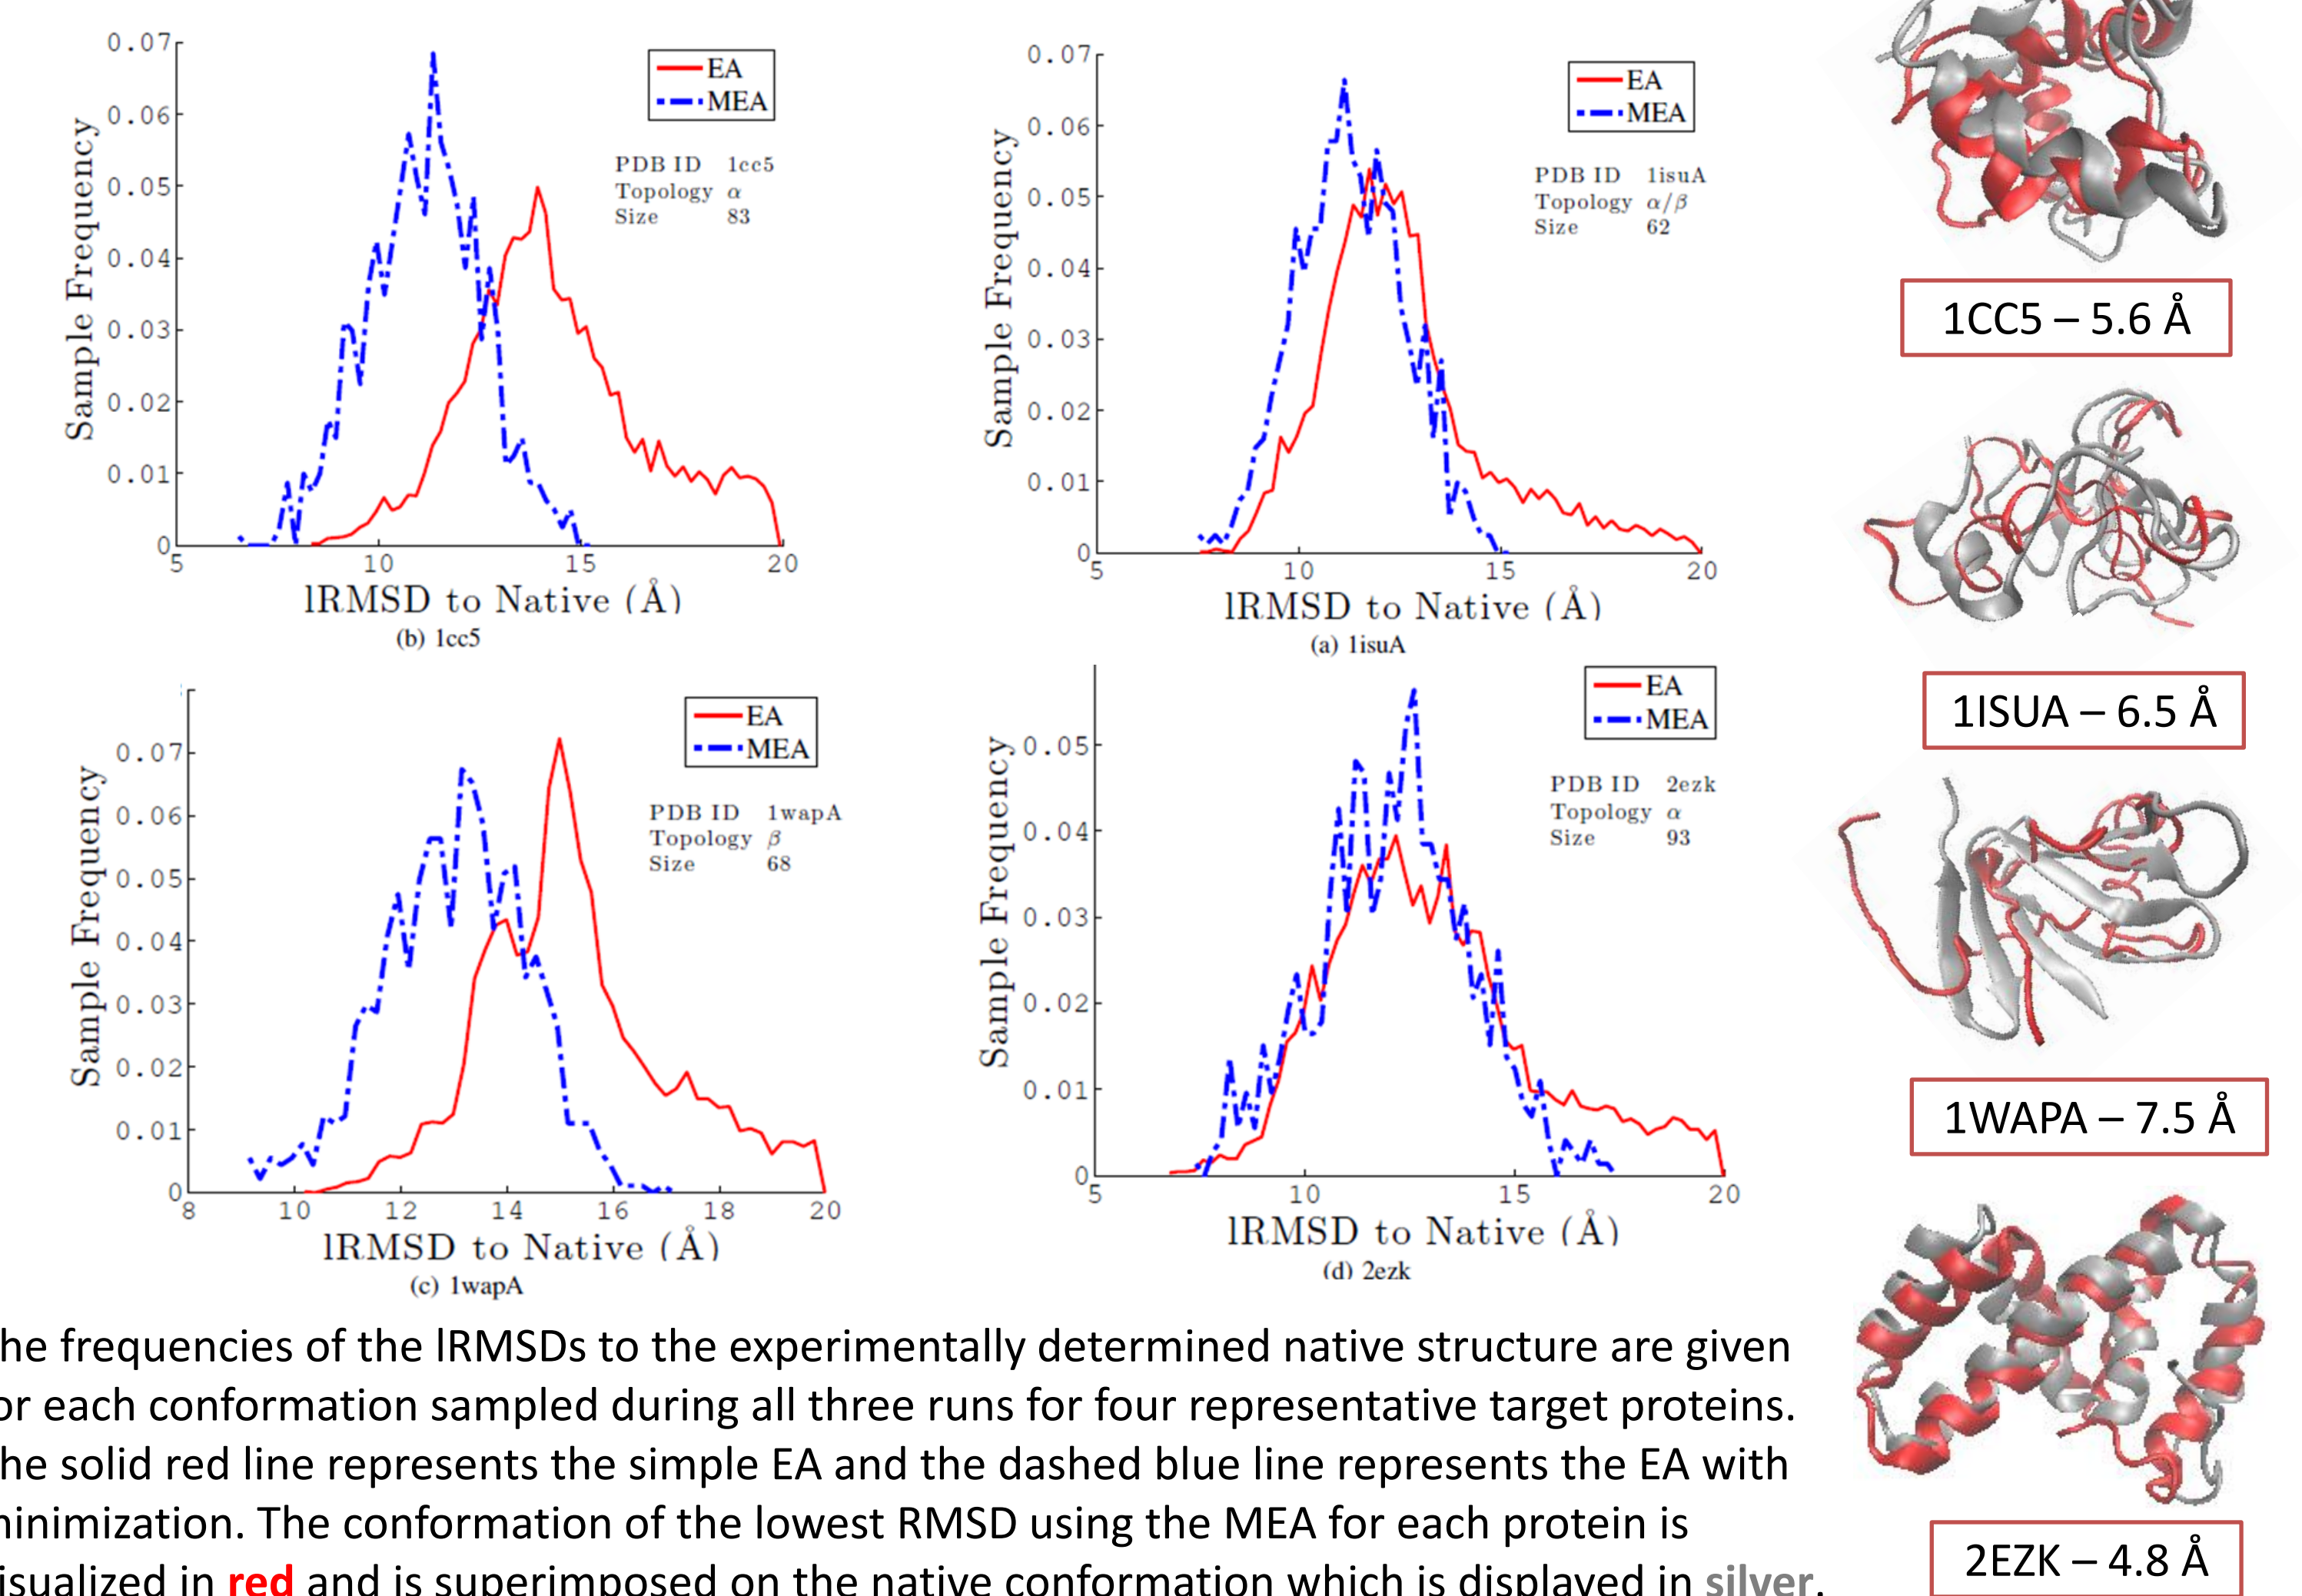 0.07
0.06
0.05
0.04
0.03
0.02
0.01
0
5
10
15
20
Sample Frequency
EA
MEA
PDB ID 1cc5
Topology α
Size 83
lRMSD to Native (Å)
(b) 1cc5
0.07
0.06
0.05
0.04
0.03
0.02
0.01
0
5
10
15
20
Sample Frequency
EA
MEA
PDB ID 1isuA
Topology α/β
Size 62
lRMSD to Native (Å)
(a) 1isuA
0.07
0.06
0.05
0.04
0.03
0.02
0.01
0
8
10
12
14
16
18
20
Sample Frequency
EA
MEA
PDB ID 1wapA
Topology β
Size 68
lRMSD to Native (Å)
(c) 1wapA
0.05
0.04
0.03
0.02
0.01
0
5
10
15
20
Sample Frequency
EA
MEA
PDB ID 2ezk
Topology α
Size 93
lRMSD to Native (Å)
(d) 2ezk
1CC5 – 5.6 Å
1ISUA – 6.5 Å
1WAPA – 7.5 Å
2EZK – 4.8 Å
he frequencies of the lRMSDs to the experimentally determined native structure are given
or each conformation sampled during all three runs for four representative target proteins.
he solid red line represents the simple EA and the dashed blue line represents the EA with
inimization. The conformation of the lowest RMSD using the MEA for each protein is
isualized in red and is superimposed on the native conformation which is displayed in silver.